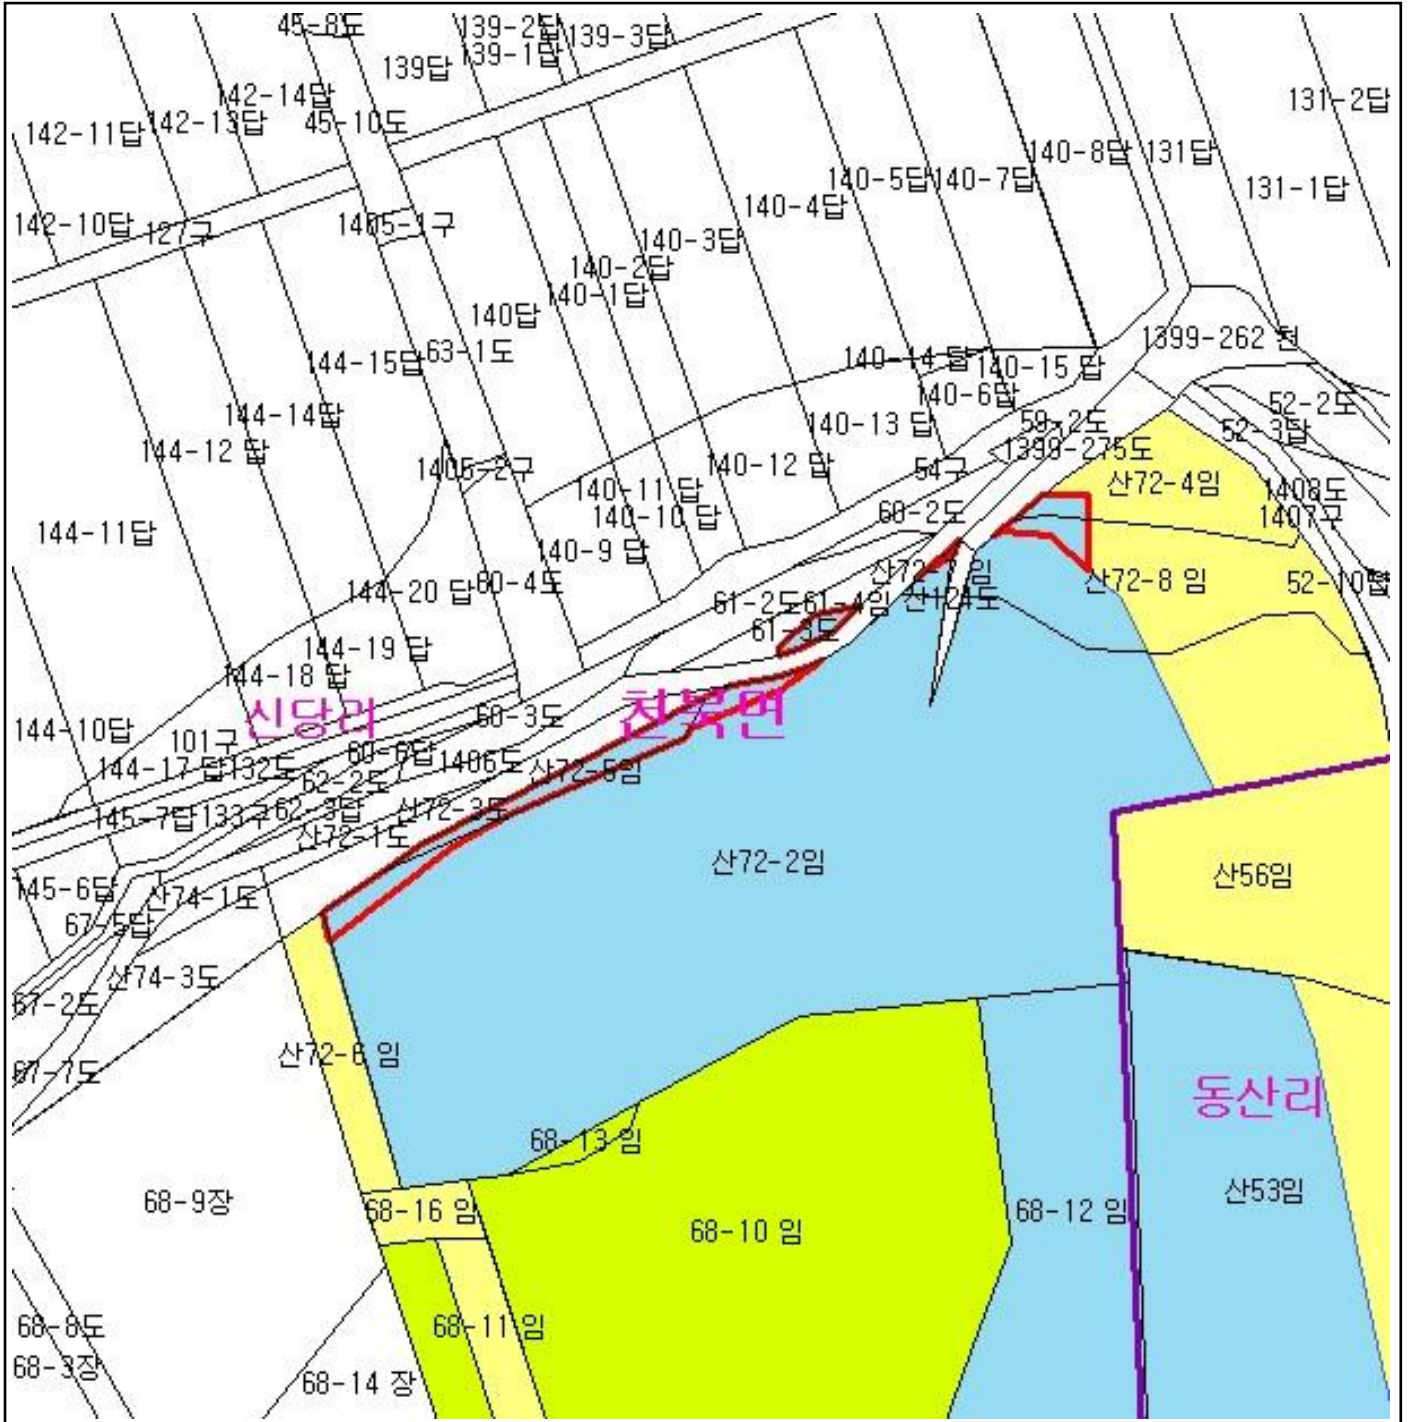 45-8도
139-2답
139-3답
139-1답
139답
142-14답
131-2답
142-11답
142-13답
45-10도
140-8답
131답
140-5답
140-7답
131-1답
140-4답
142-10답
127구
1405-1구
140-3답
140-2답
140-1답
140답
1399-262 천
63-1도
144-15답
140-14 답
140-15 답
140-6답
52-2도
144-14답
140-13 답
59-2도
52-3답
144-12 답
1399-275도
1405-2구
140-12 답
54구
산72-4임
140-11 답
1408도
140-10 답
60-2도
1407구
144-11답
140-9 답
산72-8 임
60-4도
52-10답
144-20 답
61-2도
61-4임
산124도
61-3도
144-19 답
144-18 답
신당리
천북면
60-3도
144-10답
101구
60-6답
144-17 답
132도
1406도
산72-5임
62-2도
145-7답
133구
62-3답
산72-3도
산72-1도
산72-2임
산56임
145-6답
산74-1도
67-5답
산74-3도
67-2도
산72-6 임
67-7도
동산리
68-13 임
68-9장
산53임
68-16 임
68-12 임
68-10 임
68-8도
68-11 임
68-3장
68-14 장